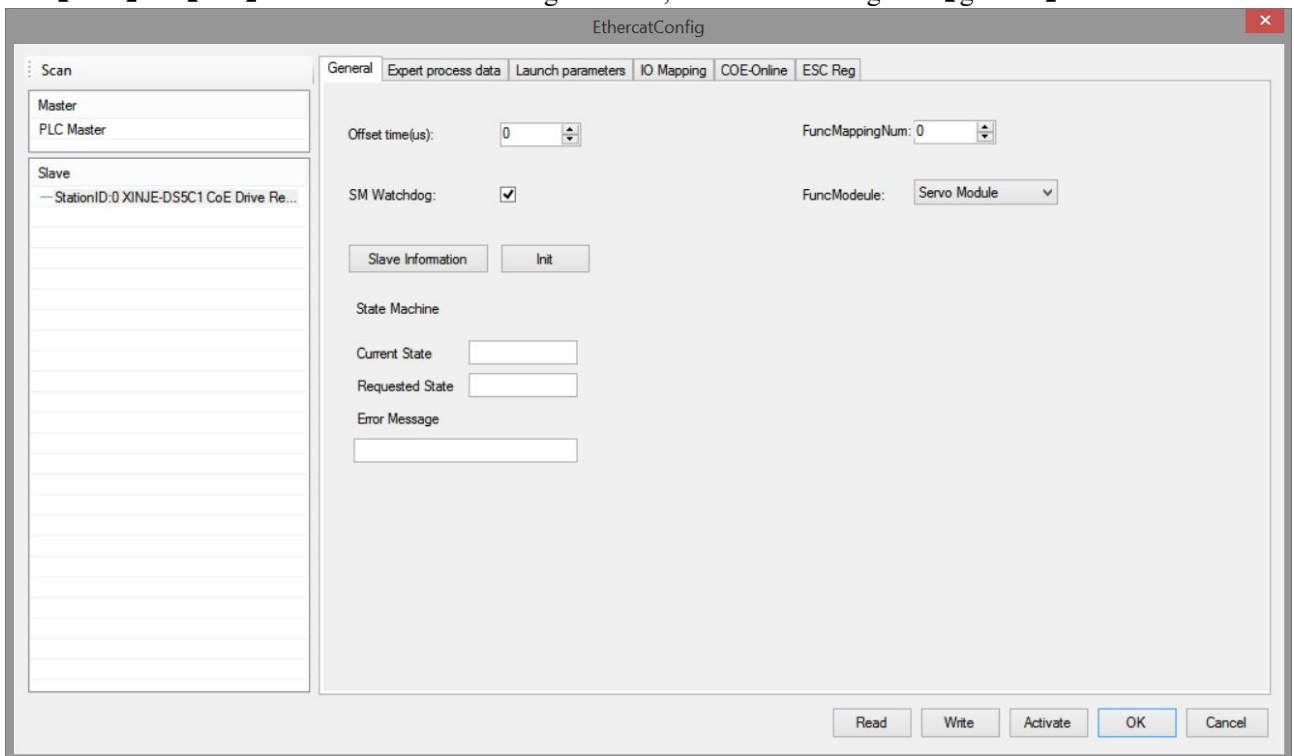 EthercatConfig
Scan
Master
PLC Master
Slave
StationID:0 XINJE-DS5C1 CoE Drive Re...
General Expert process data Launch parameters IO Mapping COE-Online ESC Reg
Offset time(us): 0 FuncMappingNum: 0
SM Watchdog: FuncModeule: Servo Module
Slave Information Init
State Machine
Current State
Requested State
Error Message
Read Write Activate OK Cancel